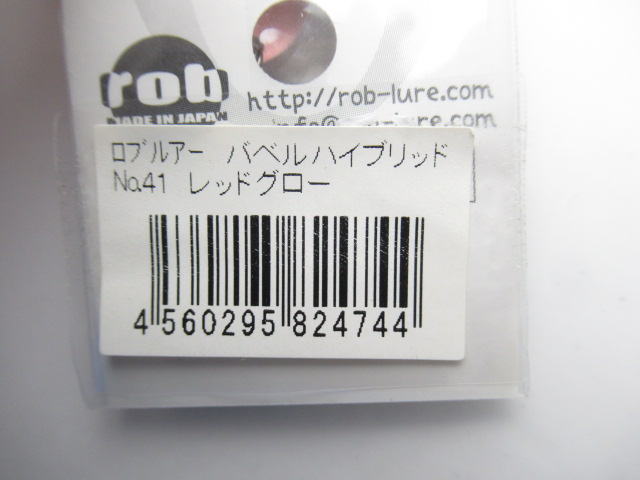 rob
MADE IN JAPAN
http://rob-lure.com
ロブルアー バベルハイブリッド
No.41 レッドグロー
4 560295 824744